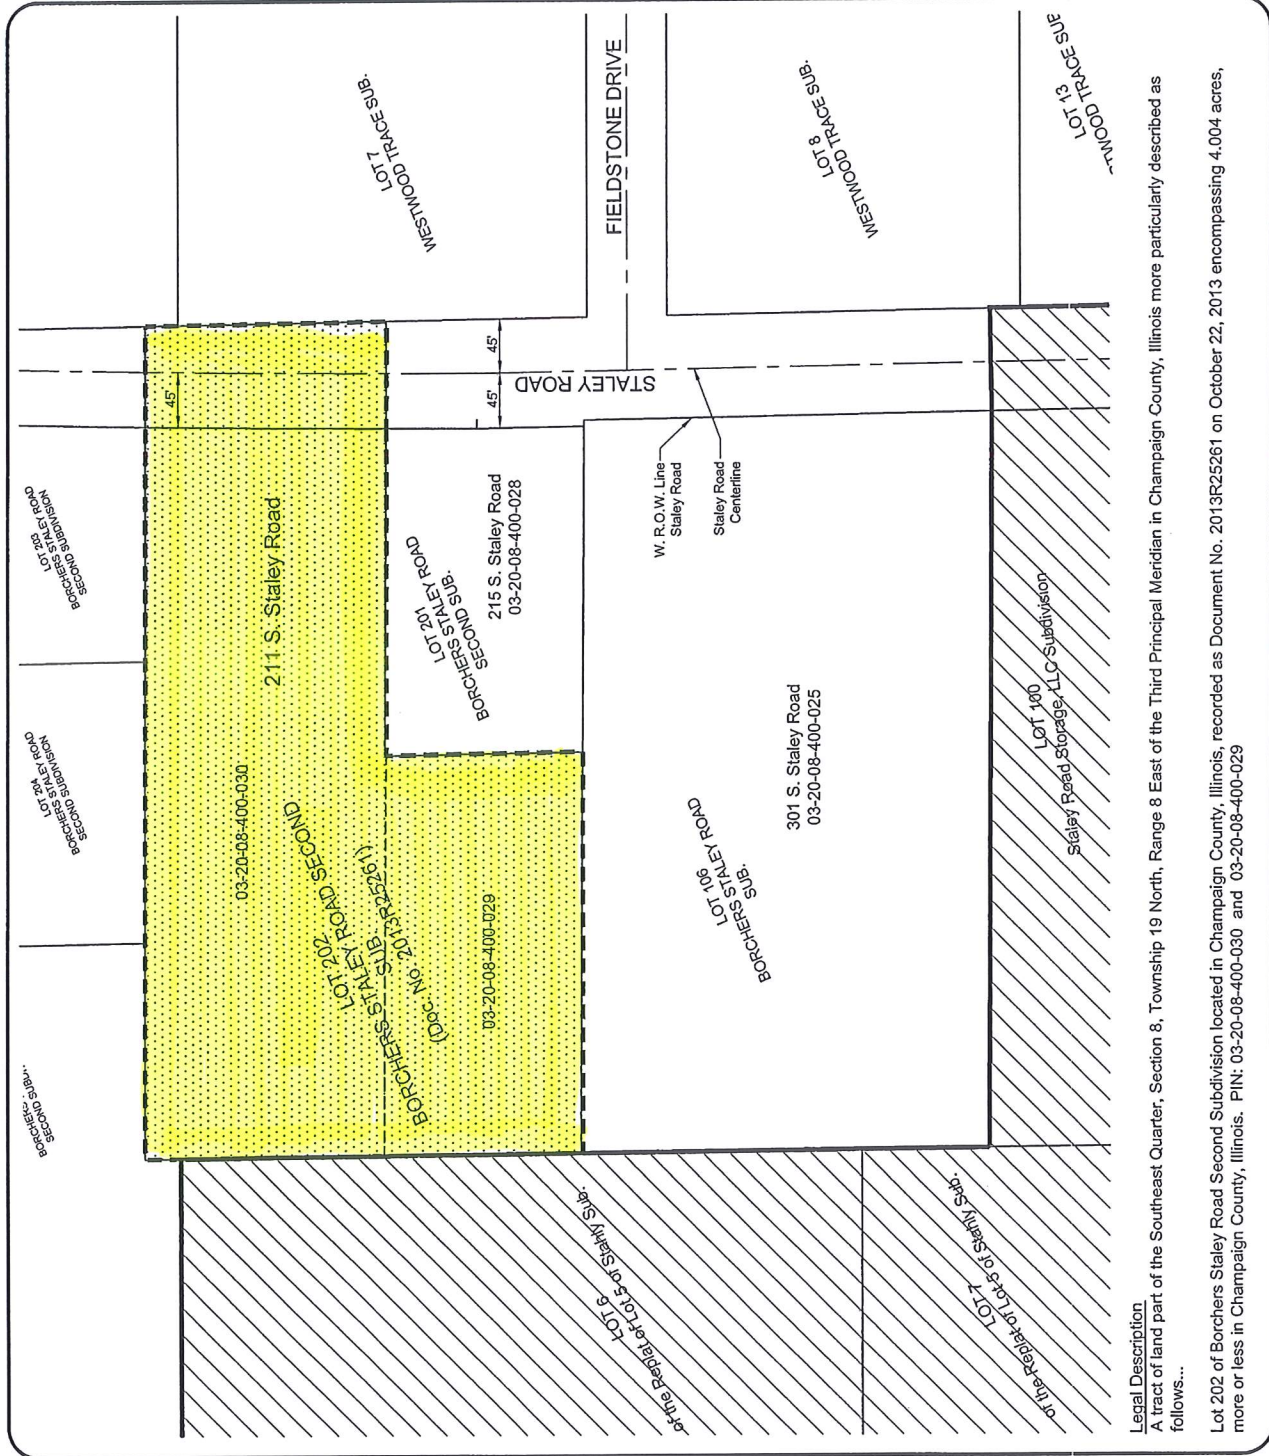 BORCHERS
SECOND SUBD...
LOT 204
BORCHERS STALEY ROAD
SECOND SUBDIVISION
LOT 203
BORCHERS STALEY ROAD
SECOND SUBDIVISION
03-20-08-400-030
211 S. Staley Road
45'
LOT 202
BORCHERS STALEY ROAD SECOND
SUB.
(Doc. No. 2013R25261)
03-20-08-400-029
LOT 201
BORCHERS STALEY ROAD
SECOND SUB.
215 S. Staley Road
03-20-08-400-028
45'
45'
STALEY ROAD
LOT 7
WESTWOOD TRACE SUB.
FIELDSTONE DRIVE
LOT 6
of the Replat of Lot 5 of Stahly Sub.
LOT 106
BORCHERS STALEY ROAD
SUB.
301 S. Staley Road
03-20-08-400-025
W. R.O.W. Line
Staley Road
Staley Road
Centerline
LOT 8
WESTWOOD TRACE SUB.
LOT 7
of the Replat of Lot 5 of Stahly Sub.
LOT 100
Staley Road Storage, LLC Subdivision
LOT 13
TWOOD TRACE SUB
Legal Description
A tract of land part of the Southeast Quarter, Section 8, Township 19 North, Range 8 East of the Third Principal Meridian in Champaign County, Illinois more particularly described as
follows...
Lot 202 of Borchers Staley Road Second Subdivision located in Champaign County, Illinois, recorded as Document No. 2013R25261 on October 22, 2013 encompassing 4.004 acres,
more or less in Champaign County, Illinois. PIN: 03-20-08-400-030 and 03-20-08-400-029